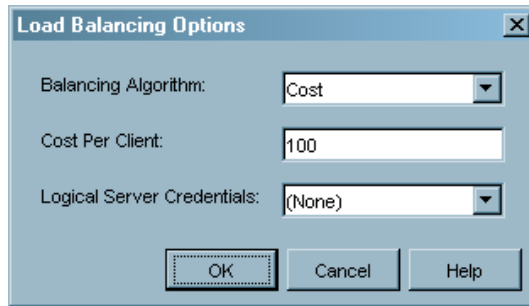 Load Balancing Options
Balancing Algorithm: Cost
Cost Per Client: 100
Logical Server Credentials: (None)
OK Cancel Help